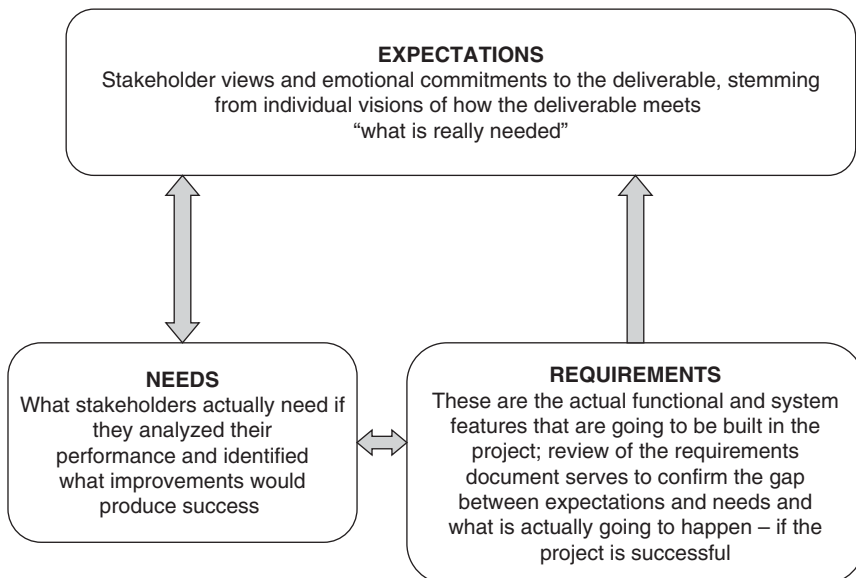 EXPECTATIONS
Stakeholder views and emotional commitments to the deliverable, stemming
from individual visions of how the deliverable meets
“what is really needed”
NEEDS
What stakeholders actually need if
they analyzed their
performance and identified
what improvements would
produce success
REQUIREMENTS
These are the actual functional and system
features that are going to be built in the
project; review of the requirements
document serves to confirm the gap
between expectations and needs and
what is actually going to happen – if the
project is successful